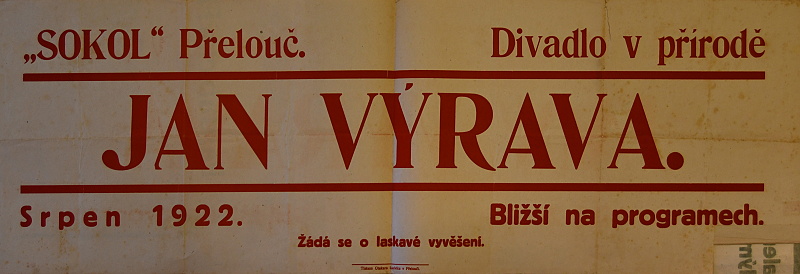 „SOKOL“ Přelouč. Divadlo v přírodě
JAN VÝRAVA.
Srpen 1922. Bližší na programech.
Žádá se o laskavé vyvěšení.